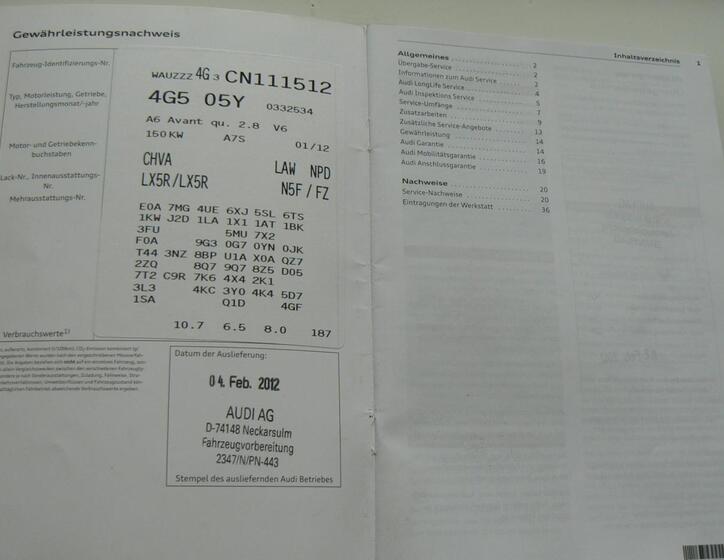 Gewährleistungsnachweis
Fahrzeug-Identifizierungs-Nr.
WAUZZZ 4G 3 CN111512
4G5 05Y 0332534
Typ, Motorleistung, Getriebe,
Herstellungsmonat/-jahr
A6 Avant qu. 2.8 V6
150 KW A7S 01/12
Motor- und Getriebekenn-
buchstaben
CHVA LAW NPD
Lack-Nr., Innenausstattungs-
Nr.
LX5R/LX5R N5F / FZ
Mehrausstattungs-Nr.
E0A 7MG 4UE 6XJ 5SL 6TS
1KW J2D 1LA 1X1 1AT 1BK
3FU 5MU 7X2
F0A 9G3 0G7 0YN 0JK
T44 3NZ 8BP U1A X0A QZ7
2ZQ 8Q7 9Q7 8Z5 D05
7T2 C9R 7K6 4X4 2K1
3L3 4KC 3Y0 4K4 5D7
1SA Q1D 4GF
Verbrauchswerte
10.7 6.5 8.0 187
Datum der Auslieferung:
04. Feb. 2012
AUDI AG
D-74148 Neckarsulm
Fahrzeugvorbereitung
2347/N/PN-443
Stempel des ausliefernden Audi Betriebes
Inhaltsverzeichnis 1
Allgemeines 2
Übergabe-Service 2
Informationen zum Audi Service 2
Audi LongLife Service 4
Audi Inspektions Service 5
Service-Umfänge 7
Zusatzarbeiten 9
Zusätzliche Service-Angebote 13
Gewährleistung 14
Audi Garantie 14
Audi Mobilitätsgarantie 16
Audi Anschlussgarantie 19
Nachweise 20
Service-Nachweise 20
Eintragungen der Werkstatt 36